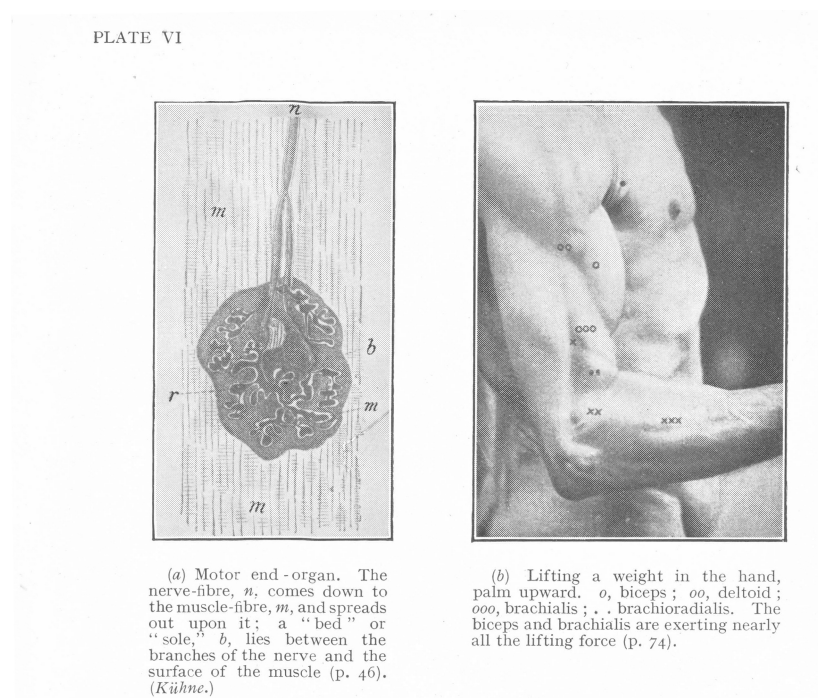 PLATE VI
n
m
b
r
m
m
oo
o
ooo
x
xx
xxx
(a) Motor end-organ. The
nerve-fibre, n, comes down to
the muscle-fibre, m, and spreads
out upon it; a “bed” or
“sole,” b, lies between the
branches of the nerve and the
surface of the muscle (p. 46).
(Kühne.)
(b) Lifting a weight in the hand,
palm upward. o, biceps; oo, deltoid;
ooo, brachialis; . . brachioradialis. The
biceps and brachialis are exerting nearly
all the lifting force (p. 74).